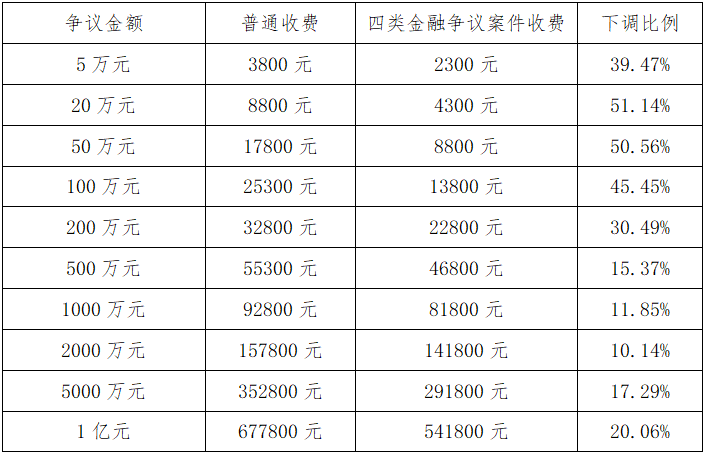 争议金额 普通收费 四类金融争议案件收费 下调比例
5 万元 3800 元 2300 元 39.47%
20 万元 8800 元 4300 元 51.14%
50 万元 17800 元 8800 元 50.56%
100 万元 25300 元 13800 元 45.45%
200 万元 32800 元 22800 元 30.49%
500 万元 55300 元 46800 元 15.37%
1000 万元 92800 元 81800 元 11.85%
2000 万元 157800 元 141800 元 10.14%
5000 万元 352800 元 291800 元 17.29%
1 亿元 677800 元 541800 元 20.06%